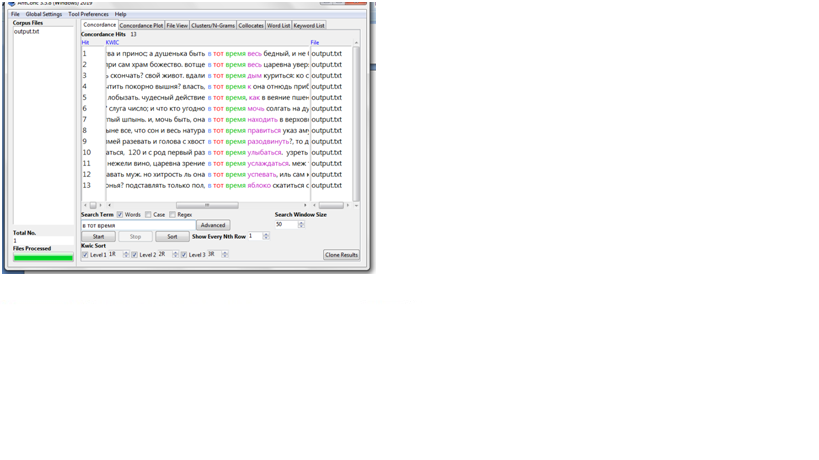 AntConc 3.5.8 (Windows) 2019
File Global Settings Tool Preferences Help
Corpus Files
output.txt
Concordance Concordance Plot File View Clusters/N-Grams Collocates Word List Keyword List
Concordance Hits 13
Hit KWIC File
1 ва и принос; а душенька быть в тот время весь бедный, и не output.txt
2 ри сам храм божество. вотще в тот время весь царевна увер output.txt
3 ь скончать? свой живот. вдали в тот время дым куриться: ко с output.txt
4 чтить покорно вышня? власть, в тот время к она отнюдь приб output.txt
5 лобызать. чудесный действие в тот время, как в веяние пшен output.txt
6 ? слуга число; и что кто угодно в тот время мочь солгать на ду output.txt
7 пый шпынь. и, мочь быть, она в тот время находить в верхов output.txt
8 ыне все, что сон и весь натура в тот время правиться указ ам output.txt
9 змей разинуть голова с хвост в тот время раздвинуть?, то д output.txt
10 аться, 120 и с род первый раз в тот время улыбаться. узреть output.txt
11 нежели вино, царевна зрение в тот время услаждаться. меж output.txt
12 авать муж. но хитрость ль она в тот время успевать, иль сам output.txt
13 онья? подставлять только пол, в тот время яблоко скатиться с output.txt
Search Term Words Case Regex Search Window Size
в тот время Advanced 50
Total No.
1
Start Stop Sort Show Every Nth Row 1
Files Processed
Kwic Sort
Level 1 1R Level 2 2R Level 3 3R Clone Results